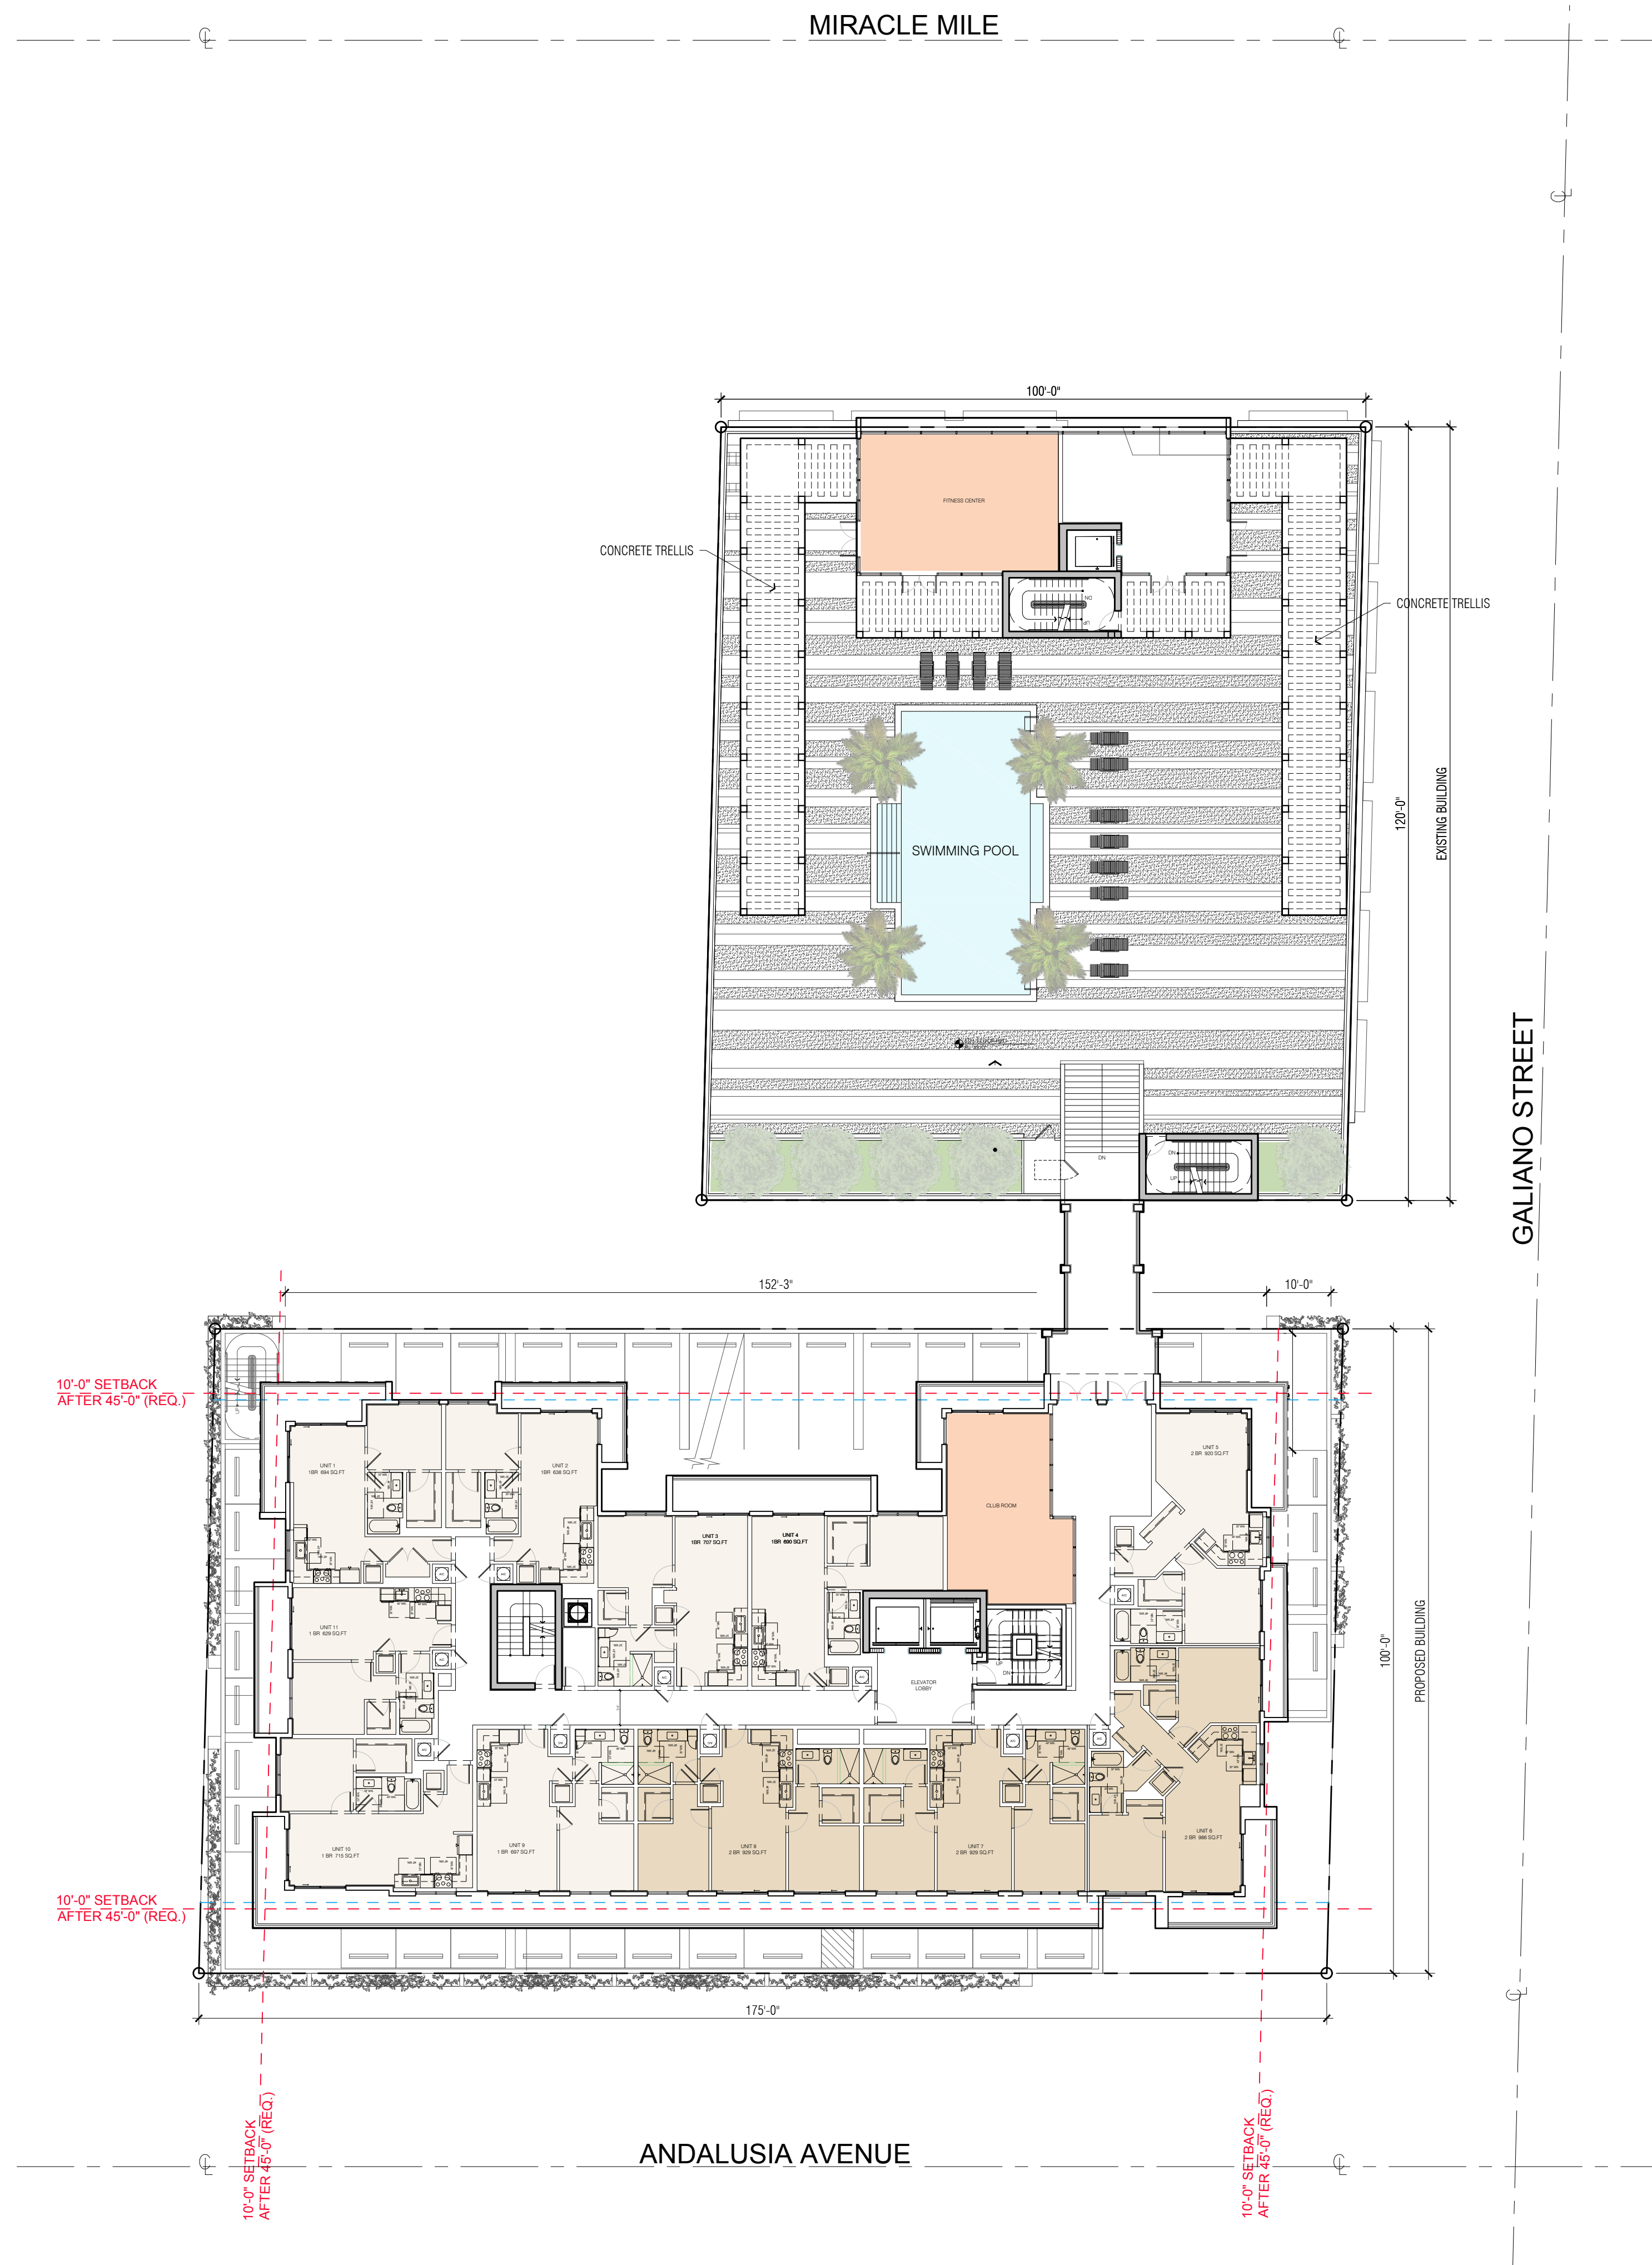 MIRACLE MILE
100'-0"
FITNESS CENTER
CONCRETE TRELLIS
CONCRETE TRELLIS
DN
UP
SWIMMING POOL
120'-0"
EXISTING BUILDING
GALIANO STREET
DN
DN
UP
152'-3"
10'-0"
10'-0" SETBACK
AFTER 45'-0" (REQ.)
UP
UNIT 1
1BR 694 SQ.FT
UNIT 2
1BR 638 SQ.FT
UNIT 3
1BR 707 SQ.FT
UNIT 4
1BR 690 SQ.FT
CLUB ROOM
UNIT 5
2 BR 920 SQ.FT
UNIT 11
1 BR 629 SQ.FT
100'-0"
PROPOSED BUILDING
UP
DN
ELEVATOR
LOBBY
UNIT 10
1 BR 715 SQ.FT
UNIT 9
1 BR 697 SQ.FT
UNIT 8
2 BR 929 SQ.FT
UNIT 7
2 BR 929 SQ.FT
UNIT 6
2 BR 986 SQ.FT
10'-0" SETBACK
AFTER 45'-0" (REQ.)
175'-0"
10'-0" SETBACK
AFTER 45'-0" (REQ.)
10'-0" SETBACK
AFTER 45'-0" (REQ.)
ANDALUSIA AVENUE